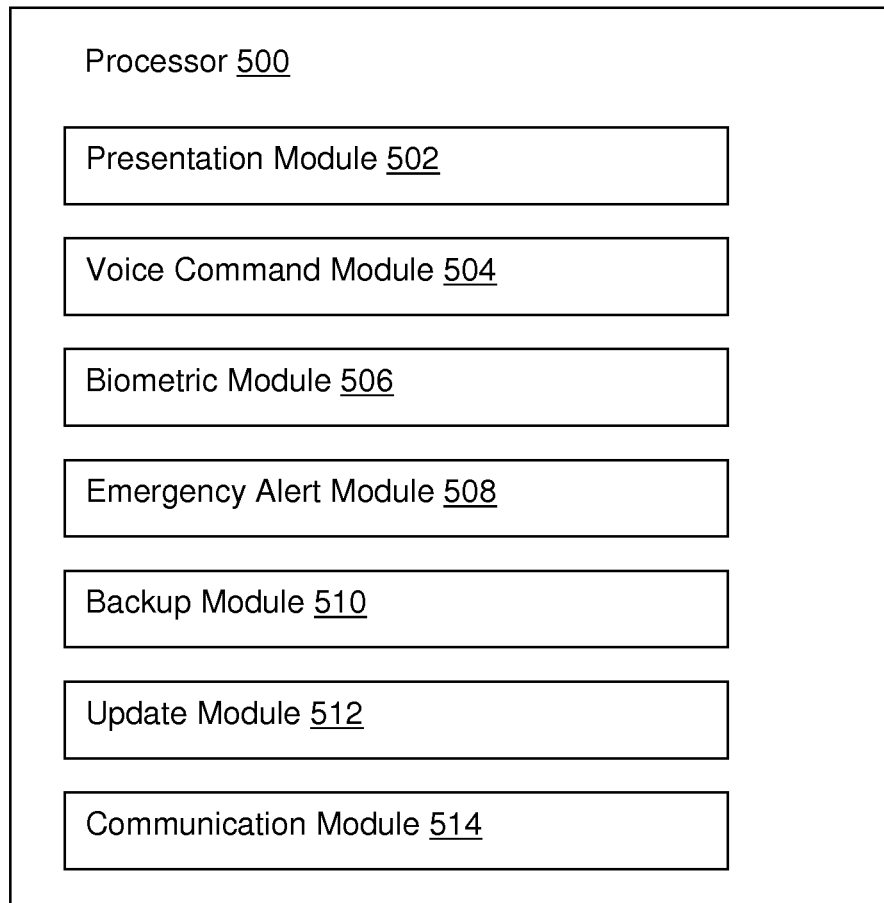 Processor 500
Presentation Module 502
Voice Command Module 504
Biometric Module 506
Emergency Alert Module 508
Backup Module 510
Update Module 512
Communication Module 514